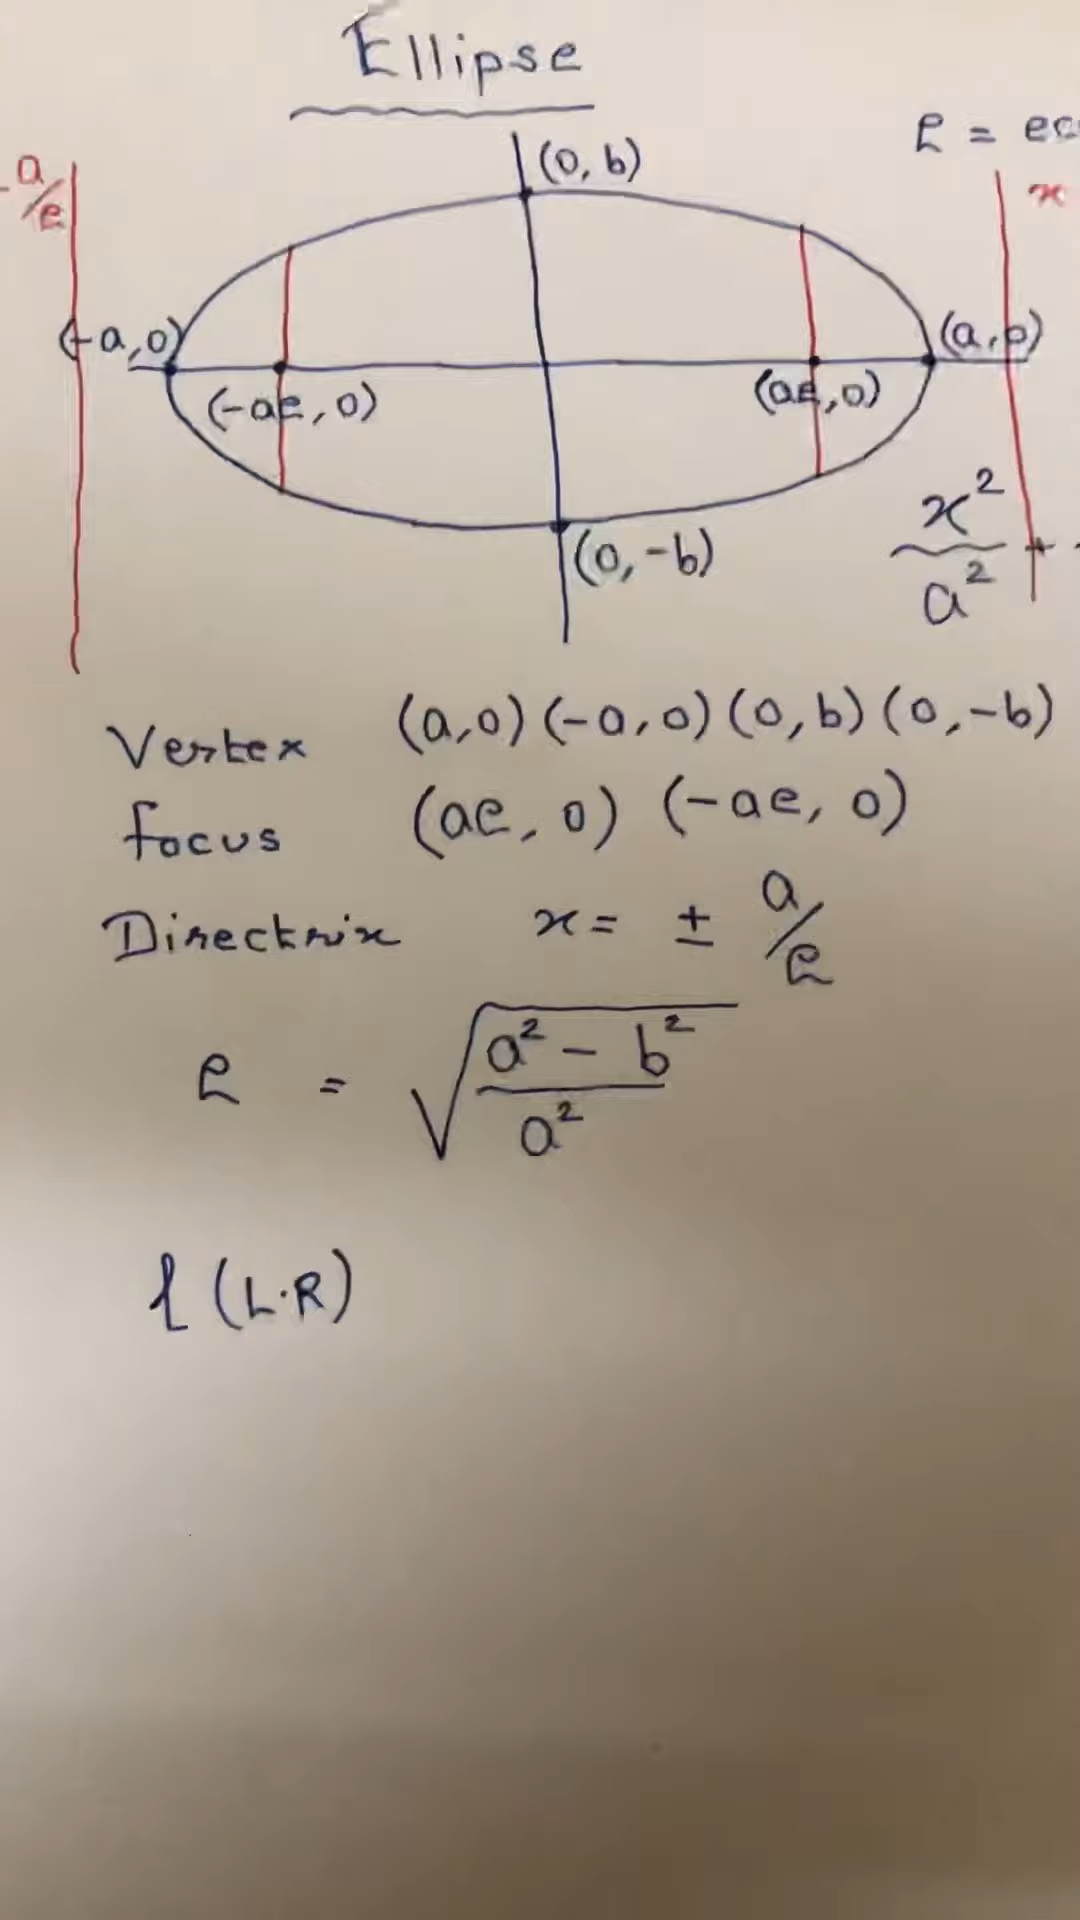 Ellipse
(0, b)
e = ec
-a/e
x
(-a, 0)
(a, 0)
(-ae, 0)
(ae, 0)
(0, -b)
x²/a² +
Vertex (a,0) (-a,0) (0,b) (0,-b)
focus (ae, 0) (-ae, 0)
Directrix x = ± a/e
e = √((a² - b²)/a²)
l (L.R)